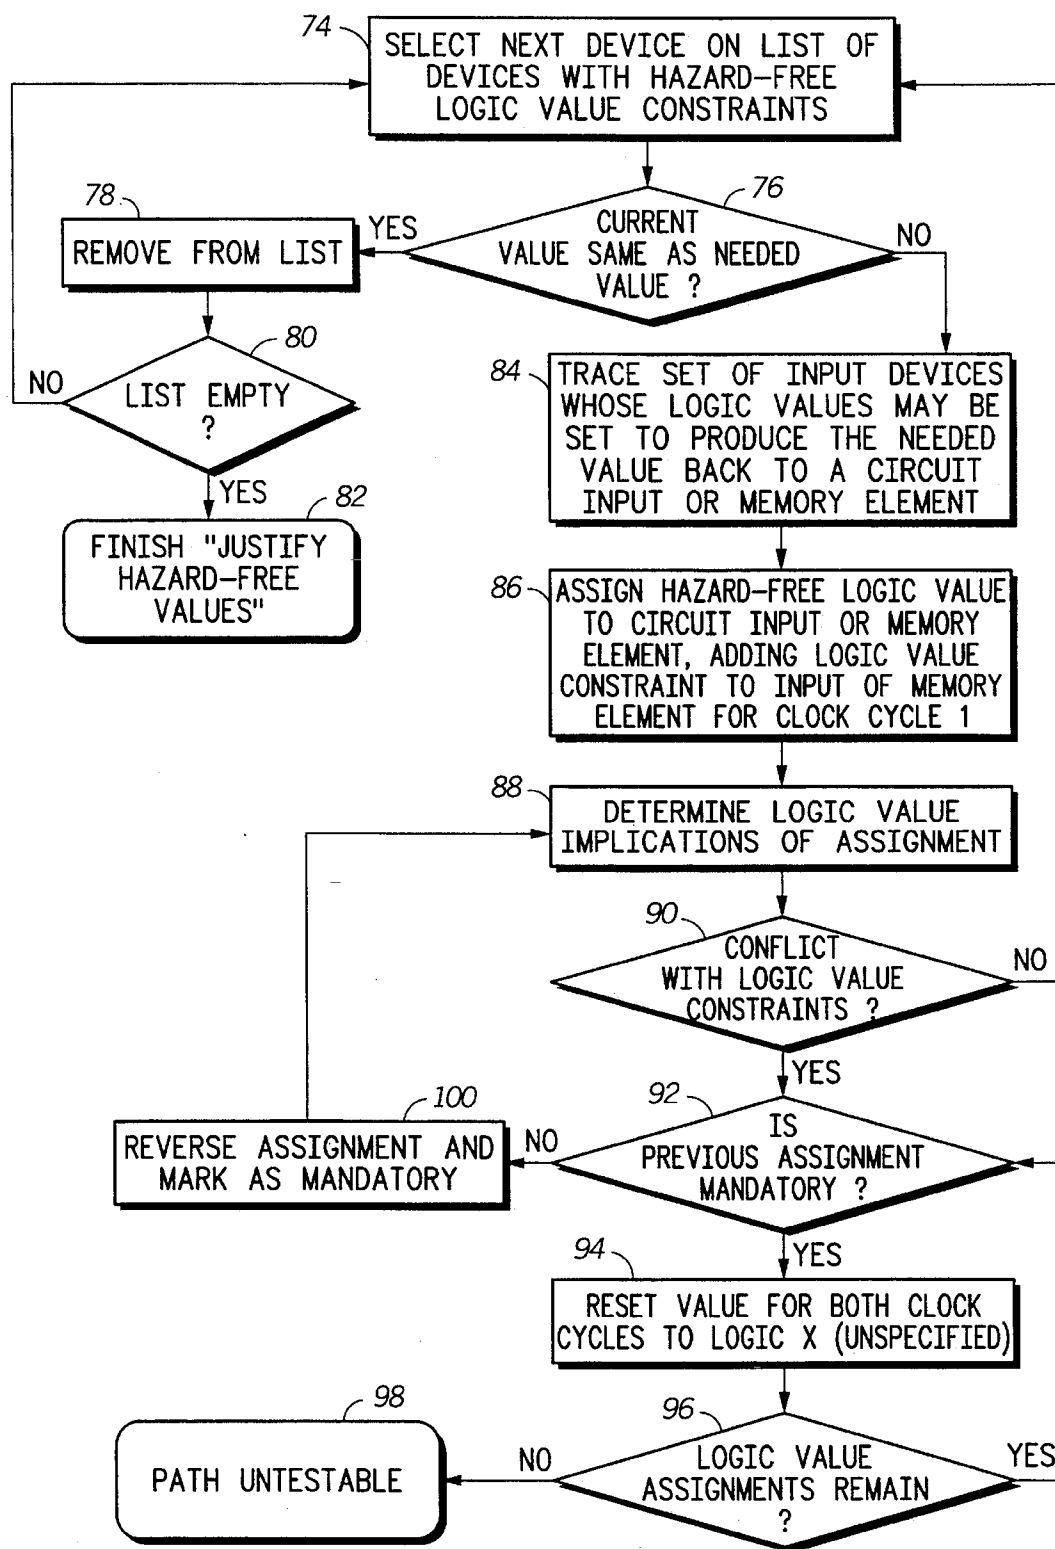 74
SELECT NEXT DEVICE ON LIST OF
DEVICES WITH HAZARD-FREE
LOGIC VALUE CONSTRAINTS
76
CURRENT
VALUE SAME AS NEEDED
VALUE ?
YES
NO
78
REMOVE FROM LIST
80
LIST EMPTY
?
NO
YES
82
FINISH "JUSTIFY
HAZARD-FREE
VALUES"
84
TRACE SET OF INPUT DEVICES
WHOSE LOGIC VALUES MAY BE
SET TO PRODUCE THE NEEDED
VALUE BACK TO A CIRCUIT
INPUT OR MEMORY ELEMENT
86
ASSIGN HAZARD-FREE LOGIC VALUE
TO CIRCUIT INPUT OR MEMORY
ELEMENT, ADDING LOGIC VALUE
CONSTRAINT TO INPUT OF MEMORY
ELEMENT FOR CLOCK CYCLE 1
88
DETERMINE LOGIC VALUE
IMPLICATIONS OF ASSIGNMENT
90
CONFLICT
WITH LOGIC VALUE
CONSTRAINTS ?
NO
YES
92
IS
PREVIOUS ASSIGNMENT
MANDATORY ?
NO
YES
100
REVERSE ASSIGNMENT AND
MARK AS MANDATORY
94
RESET VALUE FOR BOTH CLOCK
CYCLES TO LOGIC X (UNSPECIFIED)
96
LOGIC VALUE
ASSIGNMENTS REMAIN
?
NO
YES
98
PATH UNTESTABLE